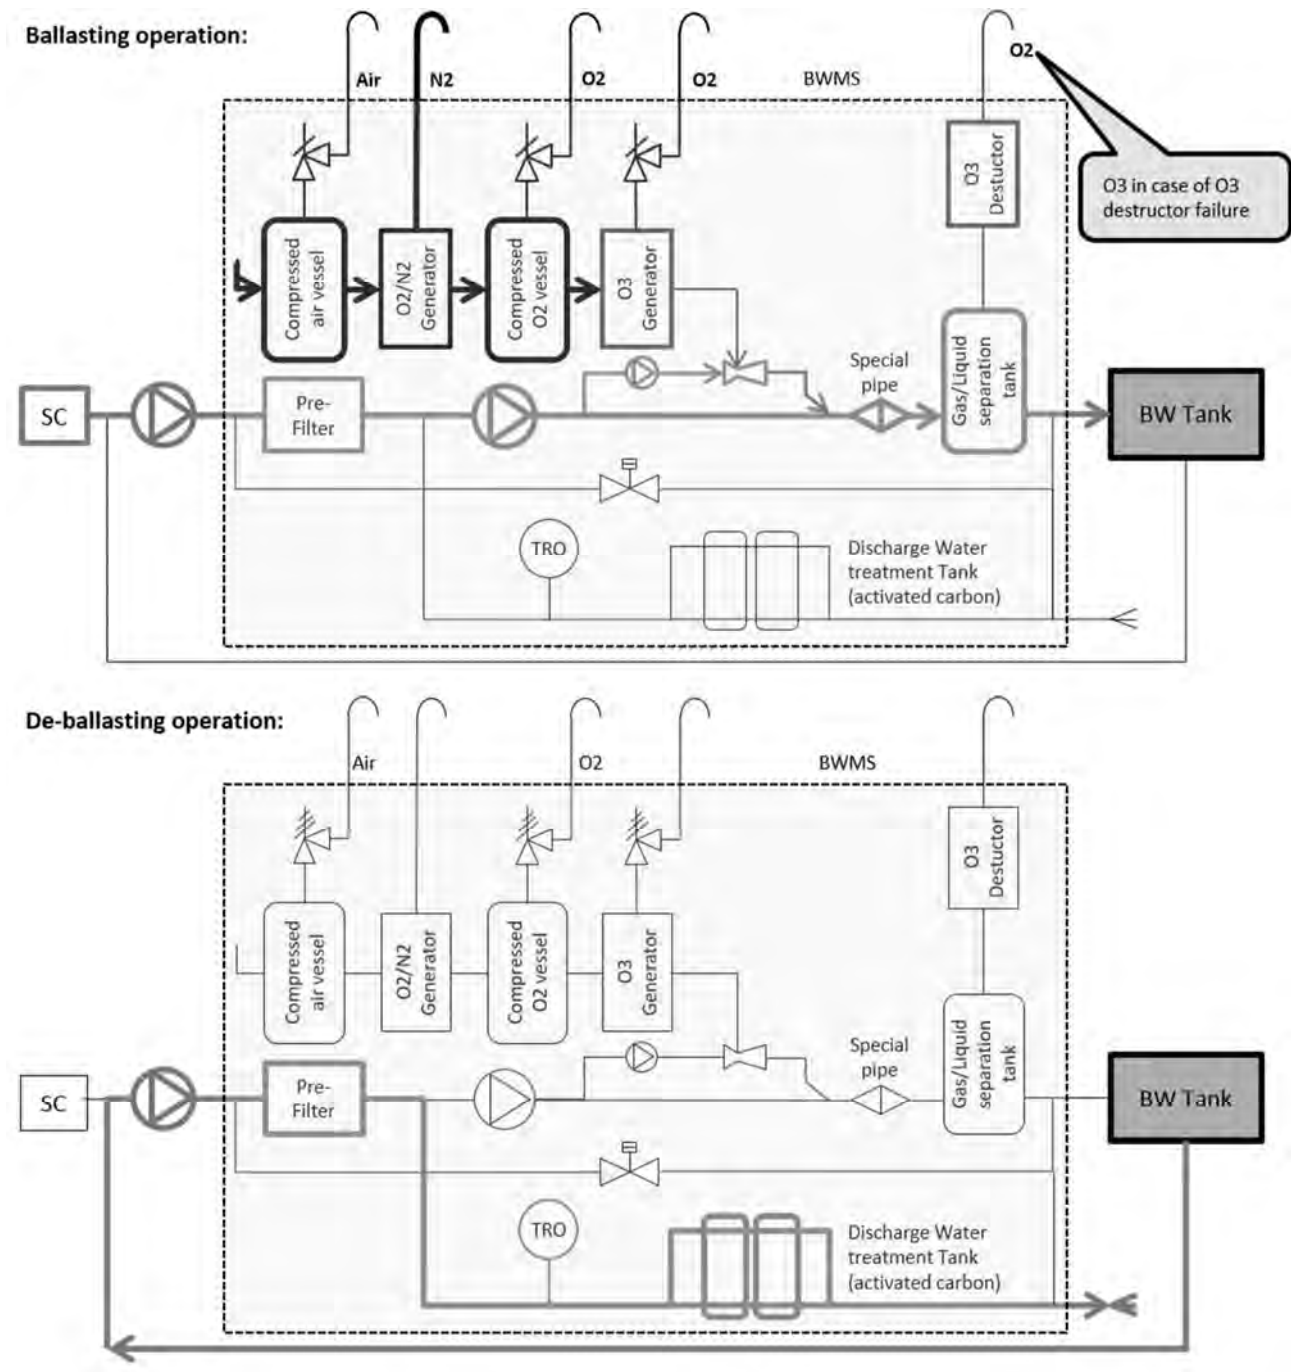 Ballasting operation:
Air
N2
O2
O2
BWMS
O2
O3 in case of O3
destructor failure
O3
Destuctor
Compressed
air vessel
O2/N2
Generator
Compressed
O2 vessel
O3
Generator
Gas/Liquid
separation
tank
SC
Pre-
Filter
Special
pipe
BW Tank
TRO
Discharge Water
treatment Tank
(activated carbon)
De-ballasting operation:
Air
O2
BWMS
O3
Destuctor
Compressed
air vessel
O2/N2
Generator
Compressed
O2 vessel
O3
Generator
Gas/Liquid
separation
tank
SC
Pre-
Filter
Special
pipe
BW Tank
TRO
Discharge Water
treatment Tank
(activated carbon)